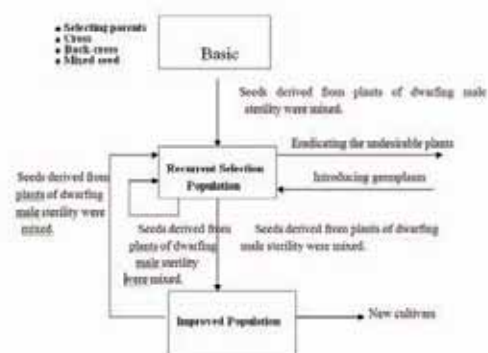 Selecting parents
Cross
Back-cross
Mixed seed
Basic
Seeds derived from plants of dwarfing male
sterility were mixed.
Eradicating the undesirable plants
Recurrent Selection
Population
Introducing germplasm
Seeds derived from
plants of dwarfing
male sterility were
mixed.
Seeds derived from
plants of dwarfing
male sterility
were mixed.
Seeds derived from plants of dwarfing
male sterility were mixed.
Improved Population
New cultivars